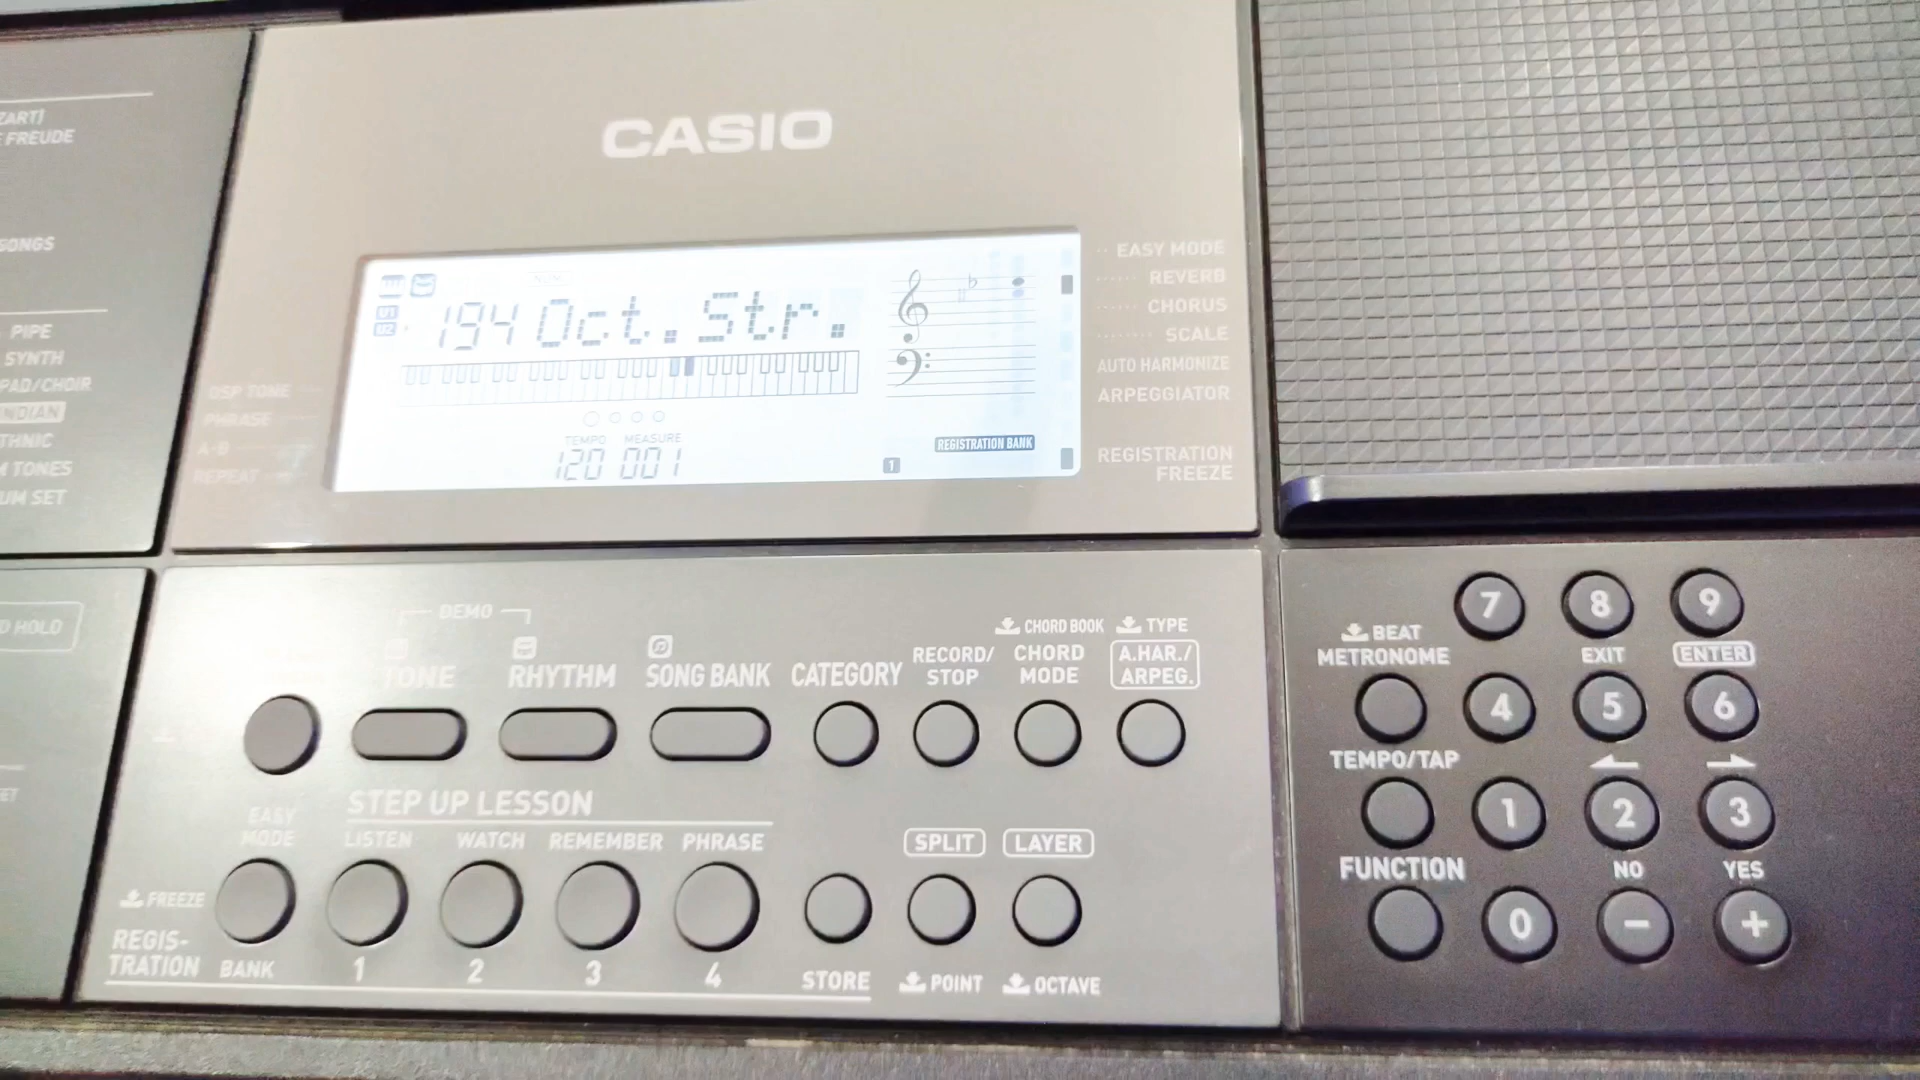 ZART)
E FREUDE
SONGS
PIPE
SYNTH
PAD/CHOIR
INDIAN
THNIC
M TONES
UM SET
D HOLD
CASIO
U1
U2
194 Oct.Str.
TEMPO MEASURE
120 001
1
REGISTRATION BANK
DSP TONE
PHRASE
A-B
REPEAT
EASY MODE
REVERB
CHORUS
SCALE
AUTO HARMONIZE
ARPEGGIATOR
REGISTRATION
FREEZE
DEMO
TONE
RHYTHM
SONG BANK
CATEGORY
RECORD/
STOP
CHORD BOOK
CHORD
MODE
TYPE
A.HAR./
ARPEG.
EASY
MODE
STEP UP LESSON
LISTEN
WATCH
REMEMBER
PHRASE
SPLIT
LAYER
FREEZE
REGIS-
TRATION
BANK
1
2
3
4
STORE
POINT
OCTAVE
7
8
9
BEAT
METRONOME
EXIT
ENTER
4
5
6
TEMPO/TAP
1
2
3
FUNCTION
NO
YES
0
-
+